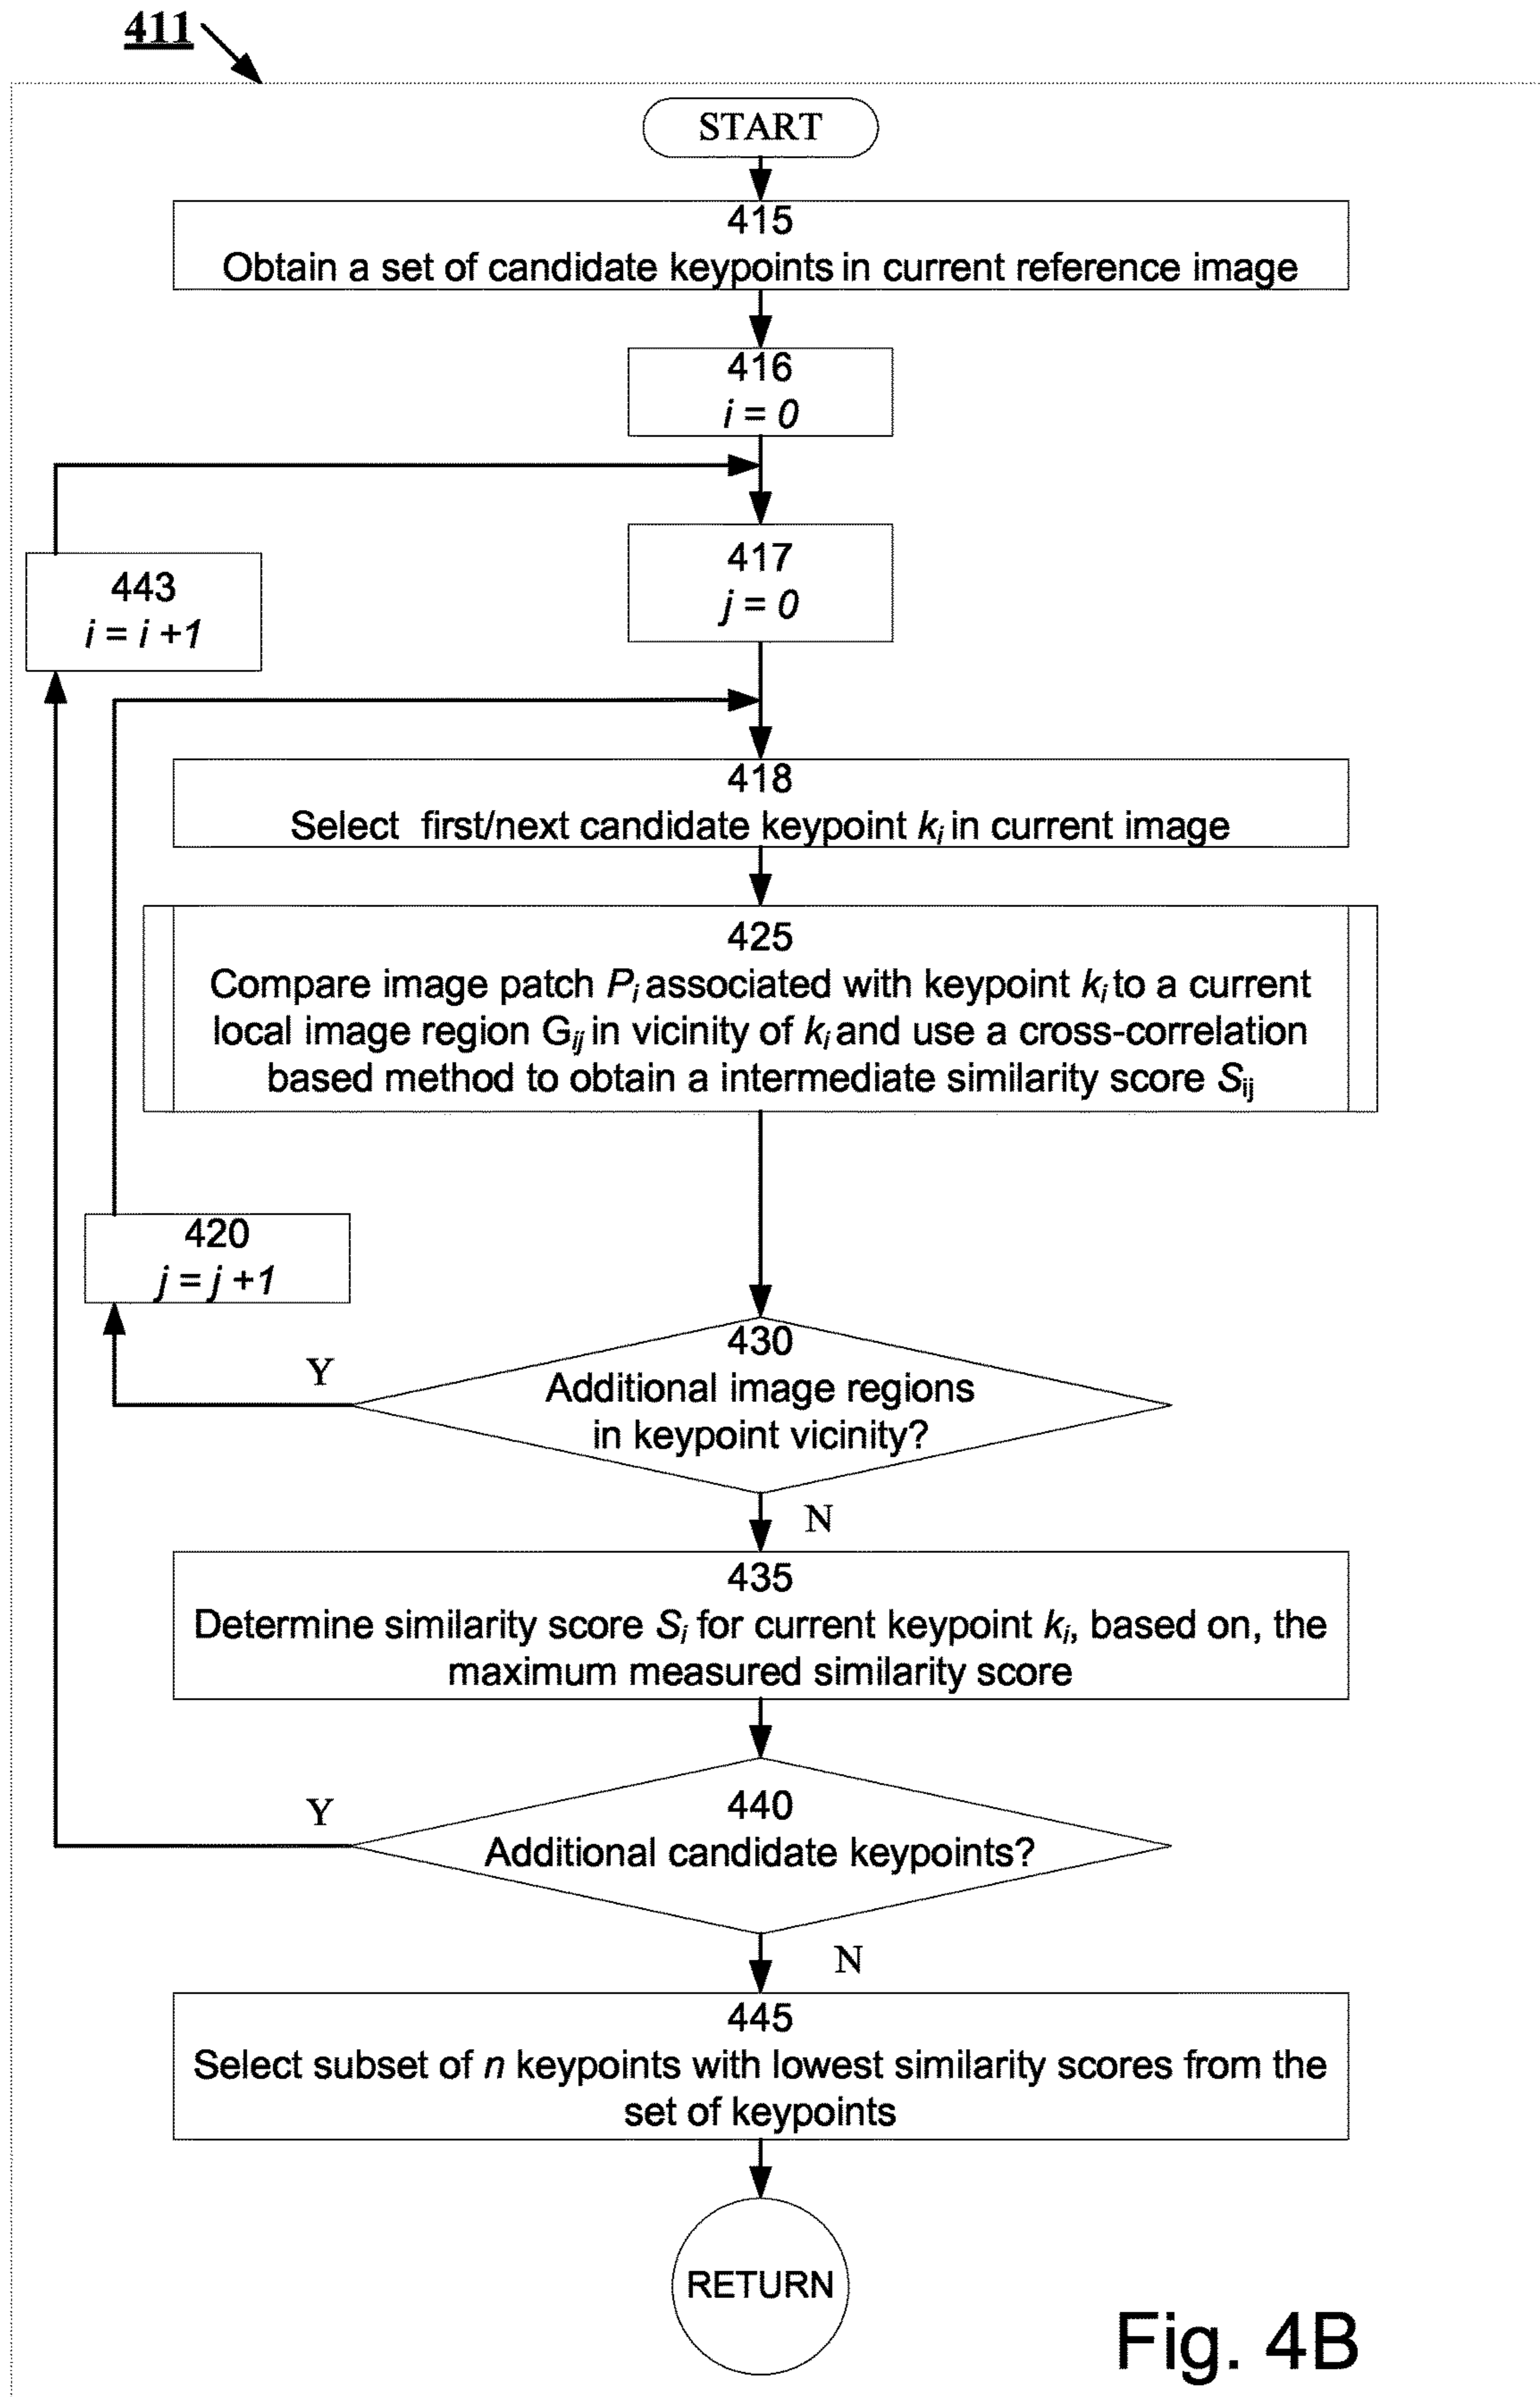 411
START
415
Obtain a set of candidate keypoints in current reference image
416
i = 0
417
j = 0
443
i = i +1
418
Select first/next candidate keypoint ki in current image
425
Compare image patch Pi associated with keypoint ki to a current
local image region Gij in vicinity of ki and use a cross-correlation
based method to obtain a intermediate similarity score Sij
420
j = j +1
430
Additional image regions
in keypoint vicinity?
Y
N
435
Determine similarity score Si for current keypoint ki, based on, the
maximum measured similarity score
440
Additional candidate keypoints?
Y
N
445
Select subset of n keypoints with lowest similarity scores from the
set of keypoints
RETURN
Fig. 4B